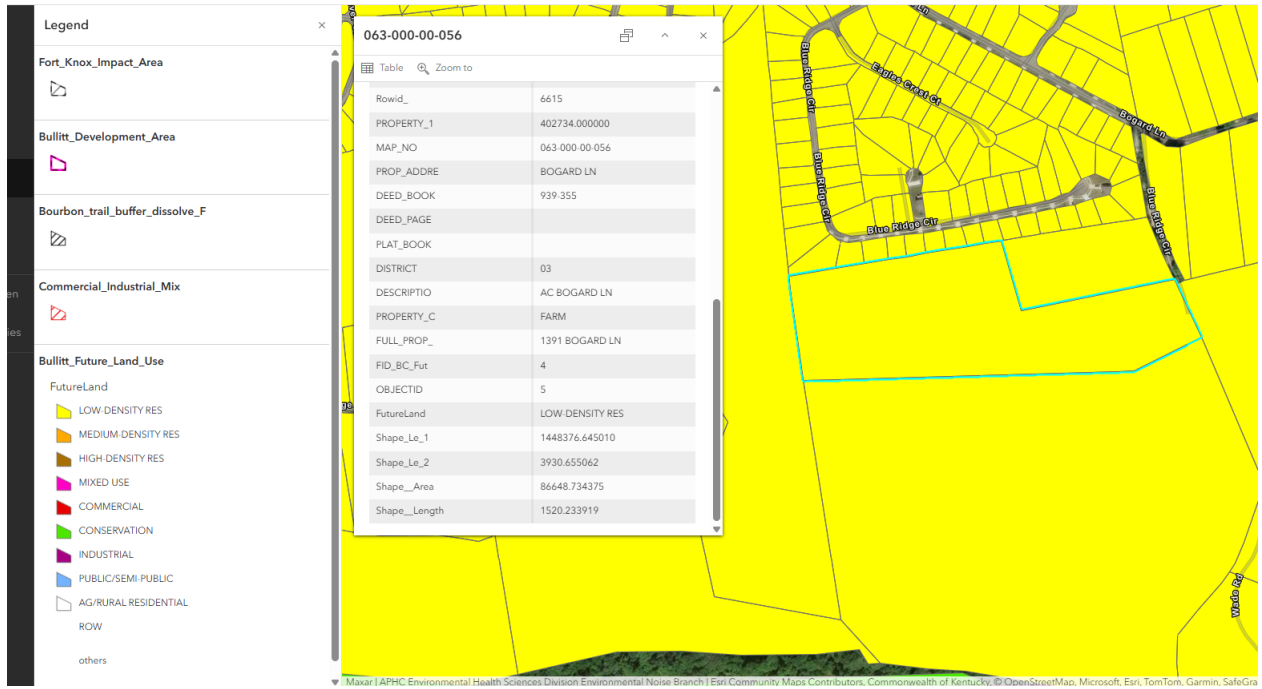 Legend
Fort_Knox_Impact_Area
Bullitt_Development_Area
Bourbon_trail_buffer_dissolve_F
Commercial_Industrial_Mix
Bullitt_Future_Land_Use
FutureLand
LOW-DENSITY RES
MEDIUM-DENSITY RES
HIGH-DENSITY RES
MIXED USE
COMMERCIAL
CONSERVATION
INDUSTRIAL
PUBLIC/SEMI-PUBLIC
AG/RURAL RESIDENTIAL
ROW
others
en
ies
063-000-00-056
Table Zoom to
Rowid_ 6615
PROPERTY_1 402734.000000
MAP_NO 063-000-00-056
PROP_ADDRE BOGARD LN
DEED_BOOK 939-355
DEED_PAGE
PLAT_BOOK
DISTRICT 03
DESCRIPTIO AC BOGARD LN
PROPERTY_C FARM
FULL_PROP_ 1391 BOGARD LN
FID_BC_Fut 4
OBJECTID 5
FutureLand LOW-DENSITY RES
Shape_Le_1 1448376.645010
Shape_Le_2 3930.655062
Shape__Area 86648.734375
Shape__Length 1520.233919
Ln
Blue Ridge Cir
Eagles Crest Ct
Bogard Ln
Blue Ridge Cir
Blue Ridge Cir
Blue Ridge Cir
Wade Rd
Maxar | APHC Environmental Health Sciences Division Environmental Noise Branch | Esri Community Maps Contributors, Commonwealth of Kentucky, © OpenStreetMap, Microsoft, Esri, TomTom, Garmin, SafeGra